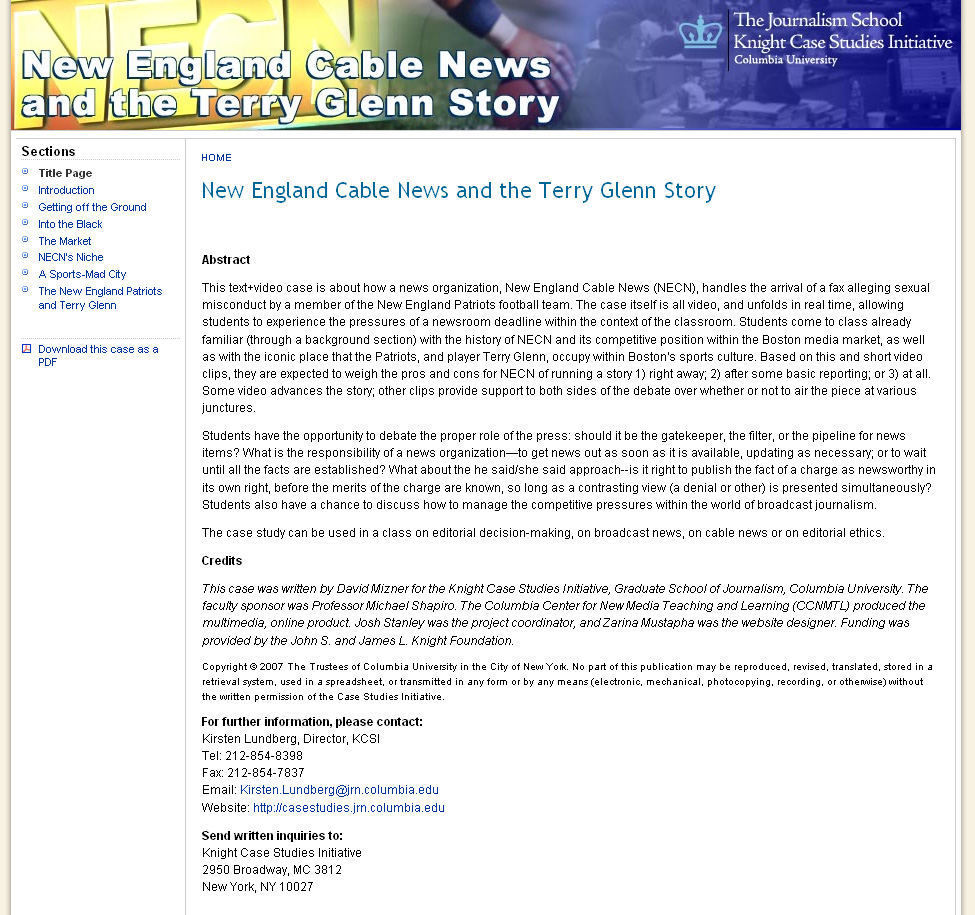 NECN
New England Cable News
and the Terry Glenn Story
The Journalism School
Knight Case Studies Initiative
Columbia University
Sections
Title Page
Introduction
Getting off the Ground
Into the Black
The Market
NECN's Niche
A Sports-Mad City
The New England Patriots
and Terry Glenn
Download this case as a
PDF
HOME
New England Cable News and the Terry Glenn Story
Abstract
This text+video case is about how a news organization, New England Cable News (NECN), handles the arrival of a fax alleging sexual
misconduct by a member of the New England Patriots football team. The case itself is all video, and unfolds in real time, allowing
students to experience the pressures of a newsroom deadline within the context of the classroom. Students come to class already
familiar (through a background section) with the history of NECN and its competitive position within the Boston media market, as well
as with the iconic place that the Patriots, and player Terry Glenn, occupy within Boston's sports culture. Based on this and short video
clips, they are expected to weigh the pros and cons for NECN of running a story 1) right away; 2) after some basic reporting; or 3) at all.
Some video advances the story; other clips provide support to both sides of the debate over whether or not to air the piece at various
junctures.
Students have the opportunity to debate the proper role of the press: should it be the gatekeeper, the filter, or the pipeline for news
items? What is the responsibility of a news organization—to get news out as soon as it is available, updating as necessary; or to wait
until all the facts are established? What about the he said/she said approach--is it right to publish the fact of a charge as newsworthy in
its own right, before the merits of the charge are known, so long as a contrasting view (a denial or other) is presented simultaneously?
Students also have a chance to discuss how to manage the competitive pressures within the world of broadcast journalism.
The case study can be used in a class on editorial decision-making, on broadcast news, on cable news or on editorial ethics.
Credits
This case was written by David Mizner for the Knight Case Studies Initiative, Graduate School of Journalism, Columbia University. The
faculty sponsor was Professor Michael Shapiro. The Columbia Center for New Media Teaching and Learning (CCNMTL) produced the
multimedia, online product. Josh Stanley was the project coordinator, and Zarina Mustapha was the website designer. Funding was
provided by the John S. and James L. Knight Foundation.
Copyright © 2007 The Trustees of Columbia University in the City of New York. No part of this publication may be reproduced, revised, translated, stored in a
retrieval system, used in a spreadsheet, or transmitted in any form or by any means (electronic, mechanical, photocopying, recording, or otherwise) without
the written permission of the Case Studies Initiative.
For further information, please contact:
Kirsten Lundberg, Director, KCSI
Tel: 212-854-8398
Fax: 212-854-7837
Email: Kirsten.Lundberg@jrn.columbia.edu
Website: http://casestudies.jrn.columbia.edu
Send written inquiries to:
Knight Case Studies Initiative
2950 Broadway, MC 3812
New York, NY 10027